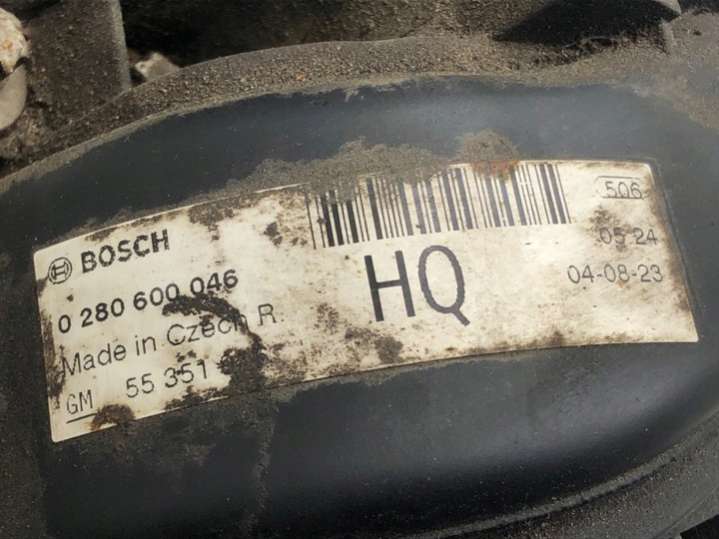 BOSCH
0 280 600 046
Made in Czech R.
GM 55 351
HQ
506
05:24
04-08-23